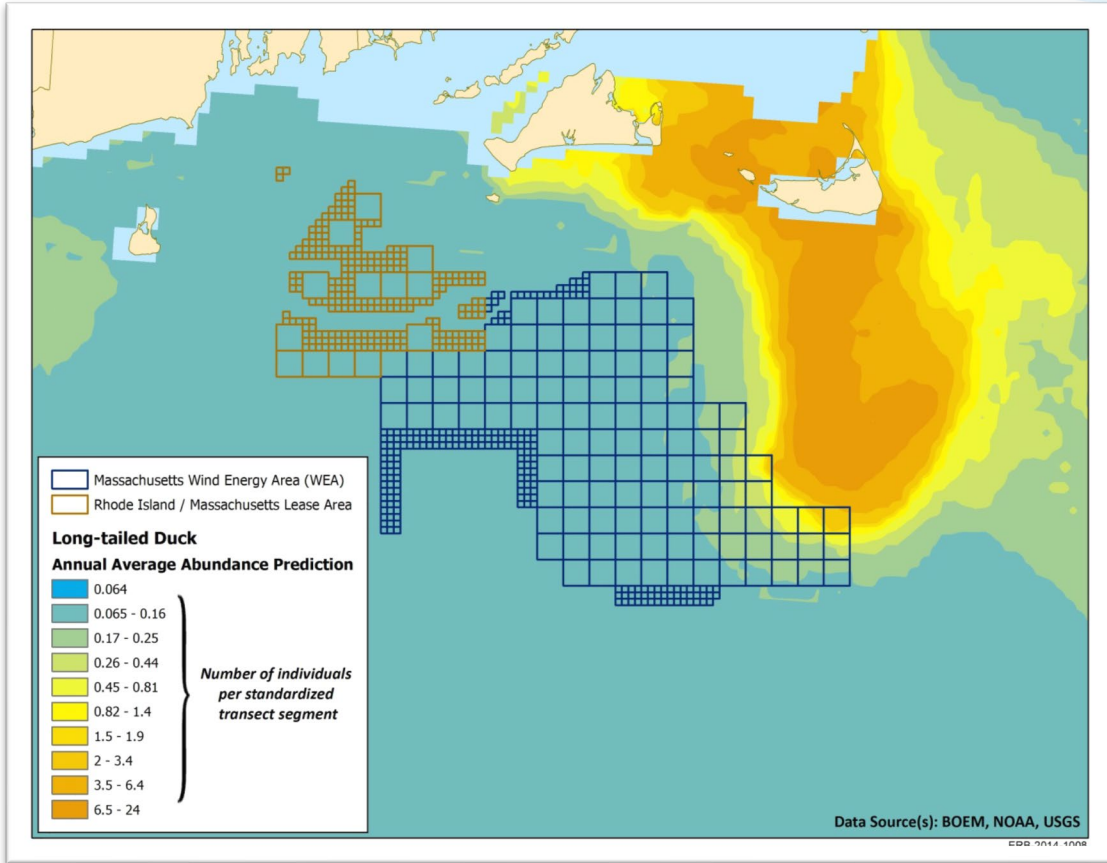 Massachusetts Wind Energy Area (WEA)
Rhode Island / Massachusetts Lease Area
Long-tailed Duck
Annual Average Abundance Prediction
0.064
0.065 - 0.16
0.17 - 0.25
0.26 - 0.44
0.45 - 0.81
0.82 - 1.4
1.5 - 1.9
2 - 3.4
3.5 - 6.4
6.5 - 24
Number of individuals
per standardized
transect segment
Data Source(s): BOEM, NOAA, USGS
ERB-2014-1008